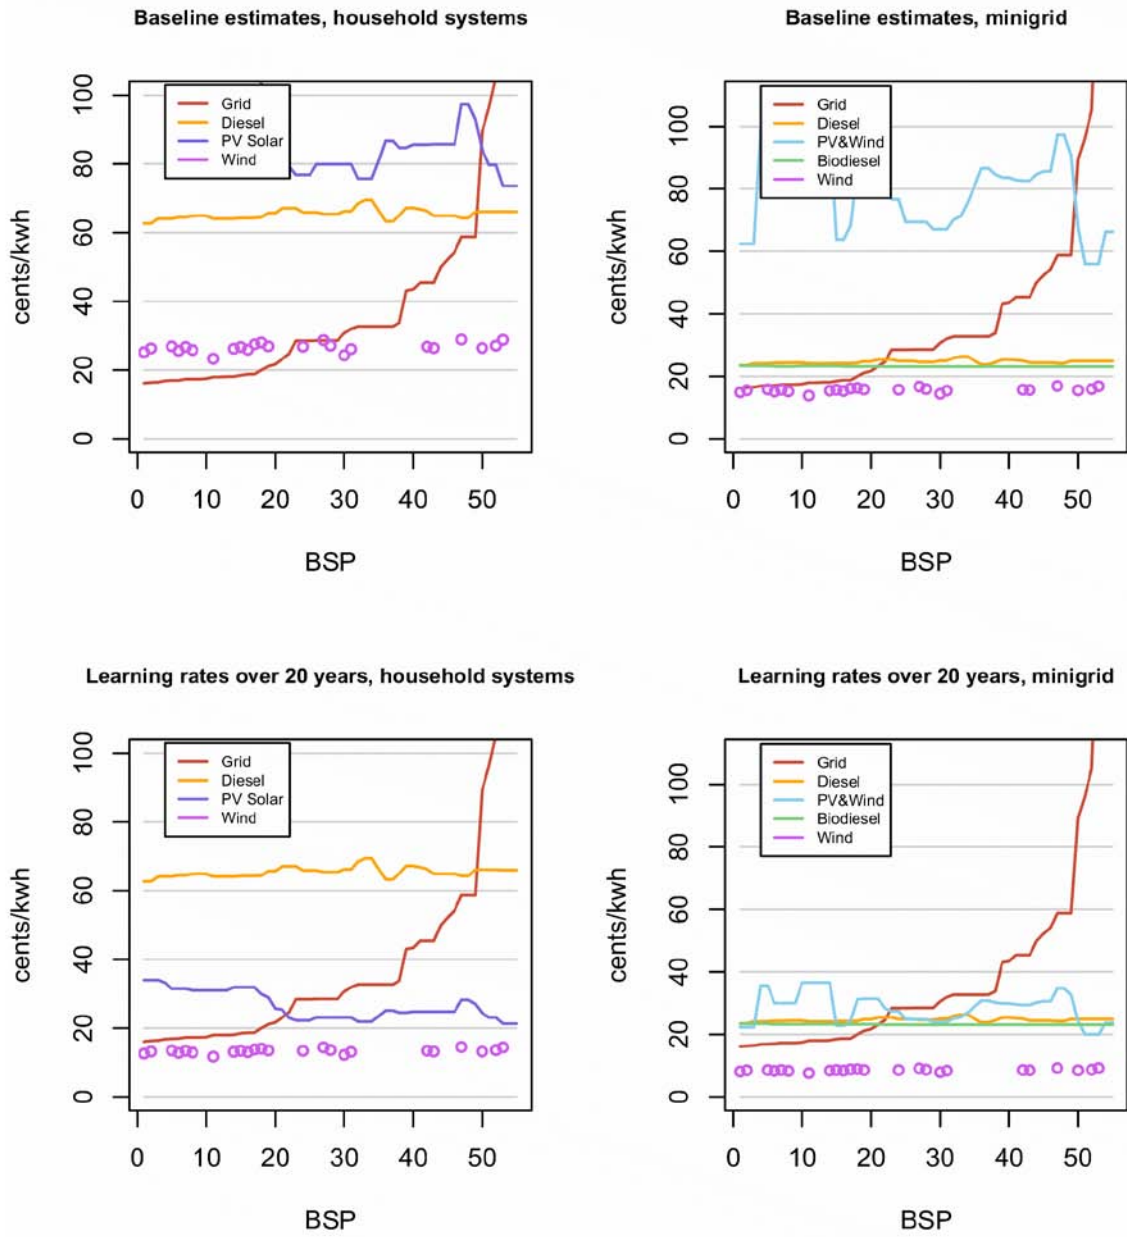 Baseline estimates, household systems
cents/kwh
100
80
60
40
20
0
Grid
Diesel
PV Solar
Wind
0 10 20 30 40 50
BSP
Baseline estimates, minigrid
cents/kwh
100
80
60
40
20
0
Grid
Diesel
PV&Wind
Biodiesel
Wind
0 10 20 30 40 50
BSP
Learning rates over 20 years, household systems
cents/kwh
100
80
60
40
20
0
Grid
Diesel
PV Solar
Wind
0 10 20 30 40 50
BSP
Learning rates over 20 years, minigrid
cents/kwh
100
80
60
40
20
0
Grid
Diesel
PV&Wind
Biodiesel
Wind
0 10 20 30 40 50
BSP